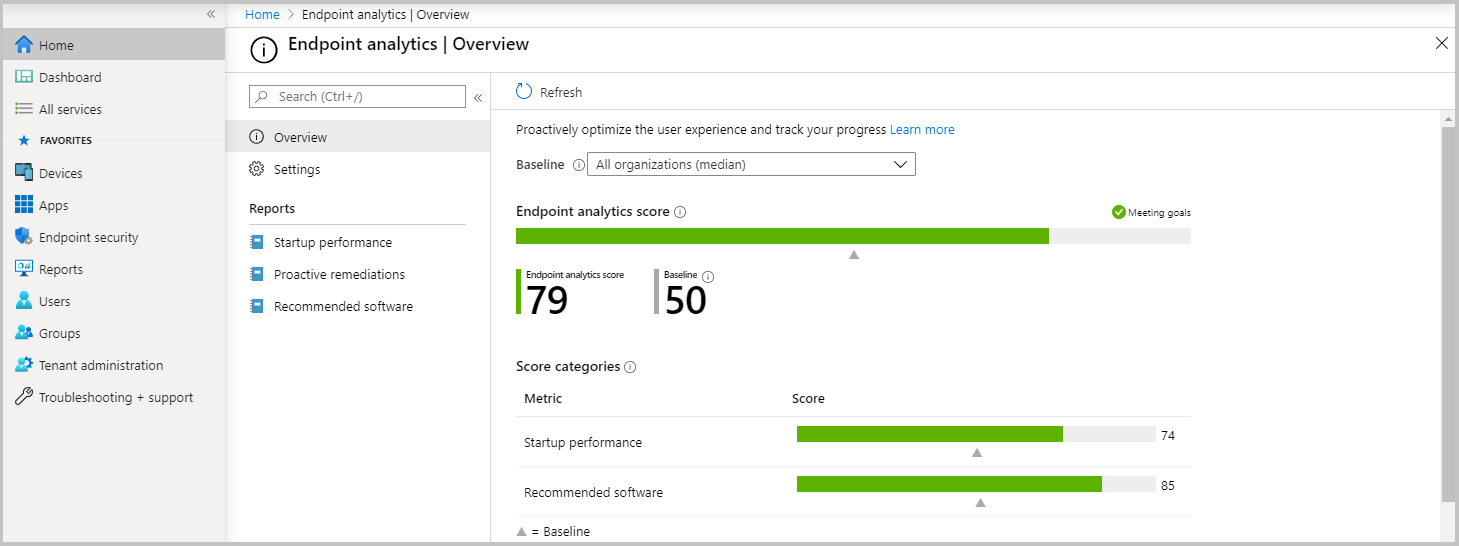 Home
Dashboard
All services
FAVORITES
Devices
Apps
Endpoint security
Reports
Users
Groups
Tenant administration
Troubleshooting + support
Home > Endpoint analytics | Overview
Endpoint analytics | Overview
Search (Ctrl+/)
Overview
Settings
Reports
Startup performance
Proactive remediations
Recommended software
Refresh
Proactively optimize the user experience and track your progress Learn more
Baseline All organizations (median)
Endpoint analytics score Meeting goals
Endpoint analytics score Baseline
79 50
Score categories
Metric Score
Startup performance 74
Recommended software 85
= Baseline